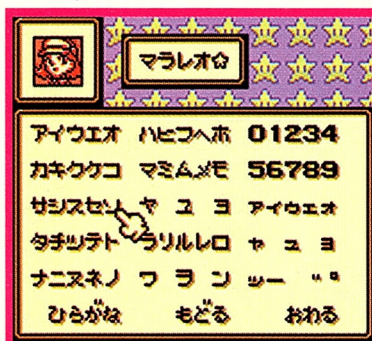 マラレオ☆
アイウエオ ハヒフヘホ 01234
カキクケコ マミムメモ 56789
サシスセソ ヤ ユ ヨ ァィゥェォ
タチツテト ラリルレロ ャ ュ ョ
ナニヌネノ ワ ヲ ン ッー ゛゜
ひらがな もどる おわる